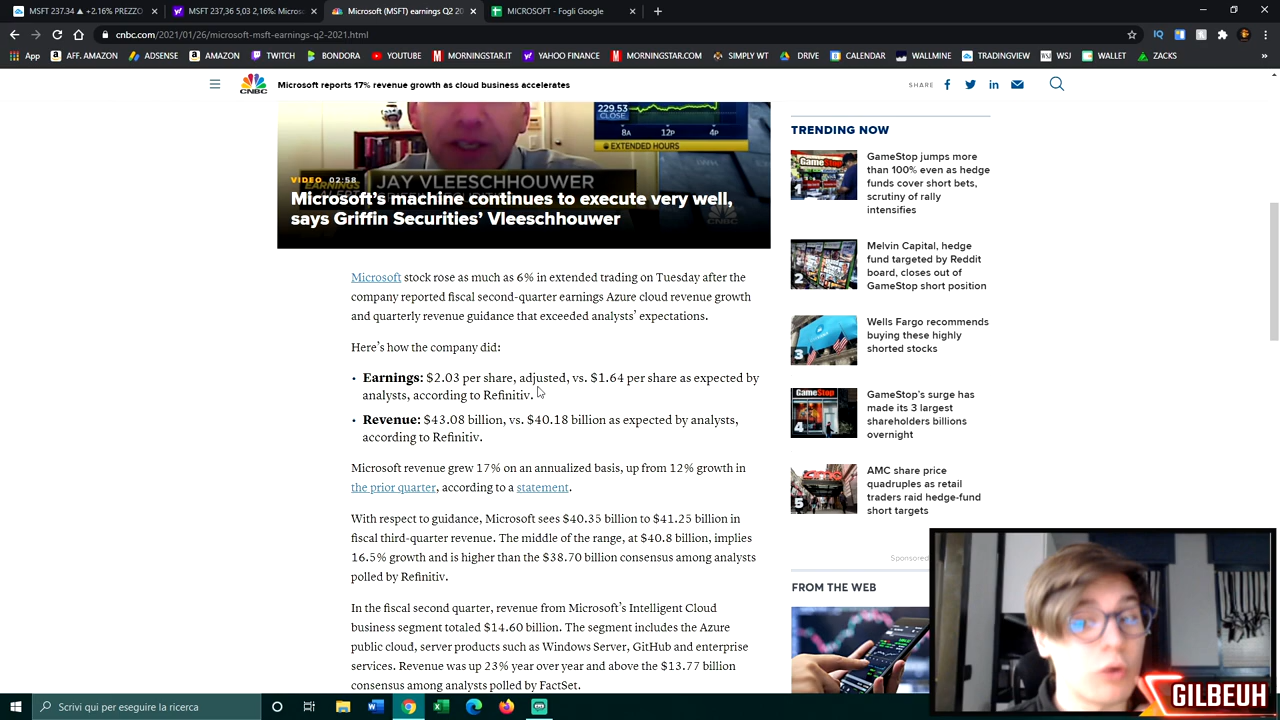 MSFT 237.34 ▲ +2.16% PREZZO
MSFT 237,36 5,03 2,16%: Micros
Microsoft (MSFT) earnings Q2 20
MICROSOFT - Fogli Google
cnbc.com/2021/01/26/microsoft-msft-earnings-q2-2021.html
App
AFF. AMAZON
ADSENSE
AMAZON
TWITCH
BONDORA
YOUTUBE
MORNINGSTAR.IT
YAHOO FINANCE
MORNINGSTAR.COM
SIMPLY WT
DRIVE
CALENDAR
WALLMINE
TRADINGVIEW
WSJ
WALLET
ZACKS
CNBC
Microsoft reports 17% revenue growth as cloud business accelerates
SHARE
229.53
CLOSE
8A 12P 4P
EXTENDED HOURS
VIDEO 02:58
EARNINGS
JAY VLEESCHHOUWER
Microsoft's machine continues to execute very well,
says Griffin Securities' Vleeschhouwer
Microsoft stock rose as much as 6% in extended trading on Tuesday after the
company reported fiscal second-quarter earnings Azure cloud revenue growth
and quarterly revenue guidance that exceeded analysts' expectations.
Here's how the company did:
• Earnings: $2.03 per share, adjusted, vs. $1.64 per share as expected by
analysts, according to Refinitiv.
• Revenue: $43.08 billion, vs. $40.18 billion as expected by analysts,
according to Refinitiv.
Microsoft revenue grew 17% on an annualized basis, up from 12% growth in
the prior quarter, according to a statement.
With respect to guidance, Microsoft sees $40.35 billion to $41.25 billion in
fiscal third-quarter revenue. The middle of the range, at $40.8 billion, implies
16.5% growth and is higher than the $38.70 billion consensus among analysts
polled by Refinitiv.
In the fiscal second quarter, revenue from Microsoft's Intelligent Cloud
business segment totaled $14.60 billion. The segment includes the Azure
public cloud, server products such as Windows Server, GitHub and enterprise
services. Revenue was up 23% year over year and above the $13.77 billion
consensus among analysts polled by FactSet.
TRENDING NOW
1
GameStop jumps more
than 100% even as hedge
funds cover short bets,
scrutiny of rally
intensifies
2
Melvin Capital, hedge
fund targeted by Reddit
board, closes out of
GameStop short position
3
Wells Fargo recommends
buying these highly
shorted stocks
GameStop
4
GameStop's surge has
made its 3 largest
shareholders billions
overnight
5
AMC share price
quadruples as retail
traders raid hedge-fund
short targets
Sponsored
FROM THE WEB
GILBEUH
Scrivi qui per eseguire la ricerca